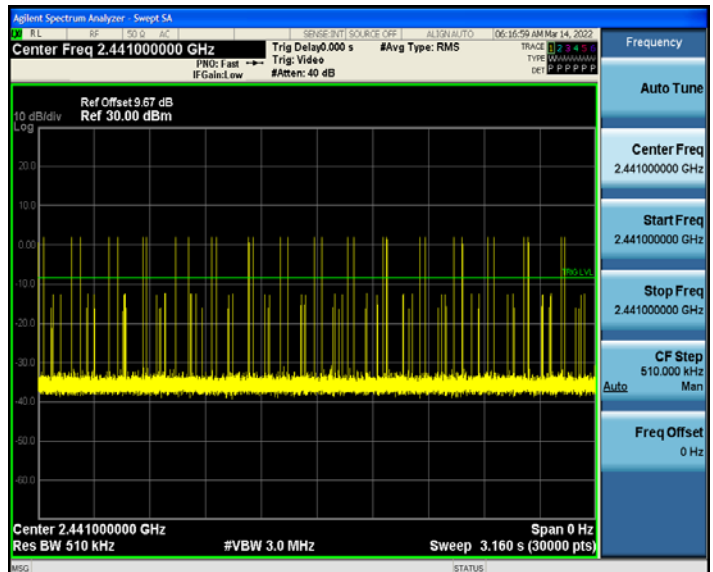 Agilent Spectrum Analyzer - Swept SA
RL RF 50 Ω AC SENSE:INT SOURCE OFF ALIGN AUTO 06:16:59 AM Mar 14, 2022
Center Freq 2.441000000 GHz
PNO: Fast
IFGain:Low
Trig Delay0.000 s
Trig: Video
#Atten: 40 dB
#Avg Type: RMS
TRACE 1 2 3 4 5 6
TYPE
DET P P P P P P
Ref Offset 9.67 dB
10 dB/div Ref 30.00 dBm
Log
20.0
10.0
0.00
TRIG LVL
-10.0
-20.0
-30.0
-40.0
-50.0
-60.0
Center 2.441000000 GHz Span 0 Hz
Res BW 510 kHz #VBW 3.0 MHz Sweep 3.160 s (30000 pts)
MSG STATUS
Frequency
Auto Tune
Center Freq
2.441000000 GHz
Start Freq
2.441000000 GHz
Stop Freq
2.441000000 GHz
CF Step
510.000 kHz
Auto Man
Freq Offset
0 Hz